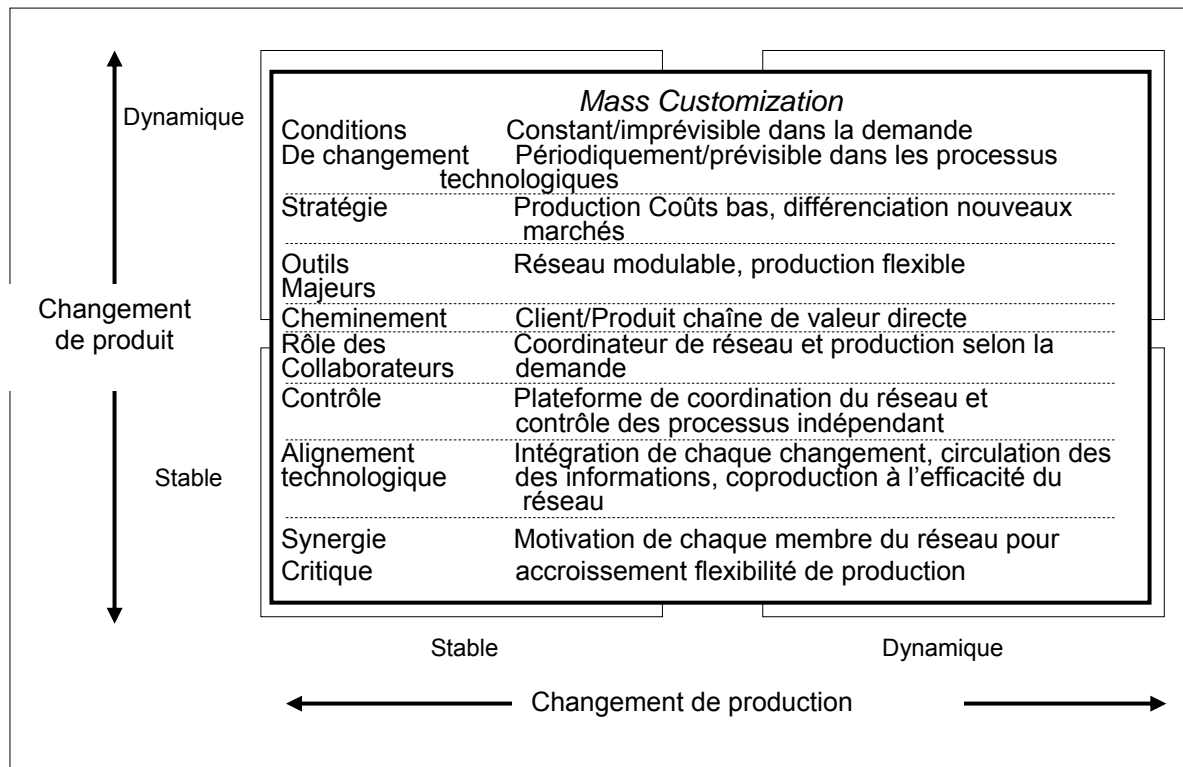 Mass Customization
Dynamique
Conditions Constant/imprévisible dans la demande
De changement Périodiquement/prévisible dans les processus
technologiques
Stratégie Production Coûts bas, différenciation nouveaux
marchés
Outils Réseau modulable, production flexible
Majeurs
Changement
de produit
Cheminement Client/Produit chaîne de valeur directe
Rôle des Coordinateur de réseau et production selon la
Collaborateurs demande
Contrôle Plateforme de coordination du réseau et
contrôle des processus indépendant
Alignement Intégration de chaque changement, circulation des
technologique des informations, coproduction à l'efficacité du
réseau
Stable
Synergie Motivation de chaque membre du réseau pour
Critique accroissement flexibilité de production
Stable Dynamique
Changement de production